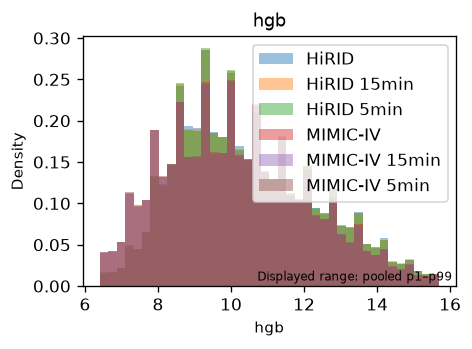 hgb
0.30
0.25
0.20
0.15
0.10
0.05
0.00
Density
HiRID
HiRID 15min
HiRID 5min
MIMIC-IV
MIMIC-IV 15min
MIMIC-IV 5min
Displayed range: pooled p1–p99
6 8 10 12 14 16
hgb